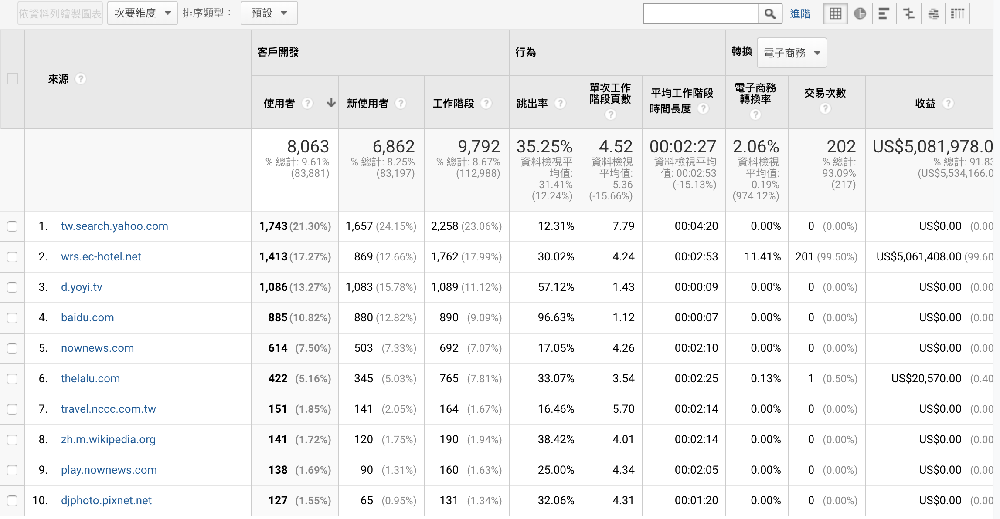 依資料列繪製圖表 次要維度 排序類型： 預設 進階
客戶開發 行為 轉換 電子商務
來源
使用者 新使用者 工作階段 跳出率 單次工作階段頁數 平均工作階段時間長度 電子商務轉換率 交易次數 收益
8,063 6,862 9,792 35.25% 4.52 00:02:27 2.06% 202 US$5,081,978.0
% 總計: 9.61% (83,881) % 總計: 8.25% (83,197) % 總計: 8.67% (112,988) 資料檢視平均值: 31.41% (12.24%) 資料檢視平均值: 5.36 (-15.66%) 資料檢視平均值: 00:02:53 (-15.13%) 資料檢視平均值: 0.19% (974.12%) % 總計: 93.09% (217) % 總計: 91.83 (US$5,534,166.0
1. tw.search.yahoo.com 1,743 (21.30%) 1,657 (24.15%) 2,258 (23.06%) 12.31% 7.79 00:04:20 0.00% 0 (0.00%) US$0.00 (0.00
2. wrs.ec-hotel.net 1,413 (17.27%) 869 (12.66%) 1,762 (17.99%) 30.02% 4.24 00:02:53 11.41% 201 (99.50%) US$5,061,408.00 (99.60
3. d.yoyi.tv 1,086 (13.27%) 1,083 (15.78%) 1,089 (11.12%) 57.12% 1.43 00:00:09 0.00% 0 (0.00%) US$0.00 (0.00
4. baidu.com 885 (10.82%) 880 (12.82%) 890 (9.09%) 96.63% 1.12 00:00:07 0.00% 0 (0.00%) US$0.00 (0.00
5. nownews.com 614 (7.50%) 503 (7.33%) 692 (7.07%) 17.05% 4.26 00:02:10 0.00% 0 (0.00%) US$0.00 (0.00
6. thelalu.com 422 (5.16%) 345 (5.03%) 765 (7.81%) 33.07% 3.54 00:02:25 0.13% 1 (0.50%) US$20,570.00 (0.40
7. travel.nccc.com.tw 151 (1.85%) 141 (2.05%) 164 (1.67%) 16.46% 5.70 00:02:14 0.00% 0 (0.00%) US$0.00 (0.00
8. zh.m.wikipedia.org 141 (1.72%) 120 (1.75%) 190 (1.94%) 38.42% 4.01 00:02:14 0.00% 0 (0.00%) US$0.00 (0.00
9. play.nownews.com 138 (1.69%) 90 (1.31%) 160 (1.63%) 25.00% 4.34 00:02:05 0.00% 0 (0.00%) US$0.00 (0.00
10. djphoto.pixnet.net 127 (1.55%) 65 (0.95%) 131 (1.34%) 32.06% 4.31 00:01:20 0.00% 0 (0.00%) US$0.00 (0.00